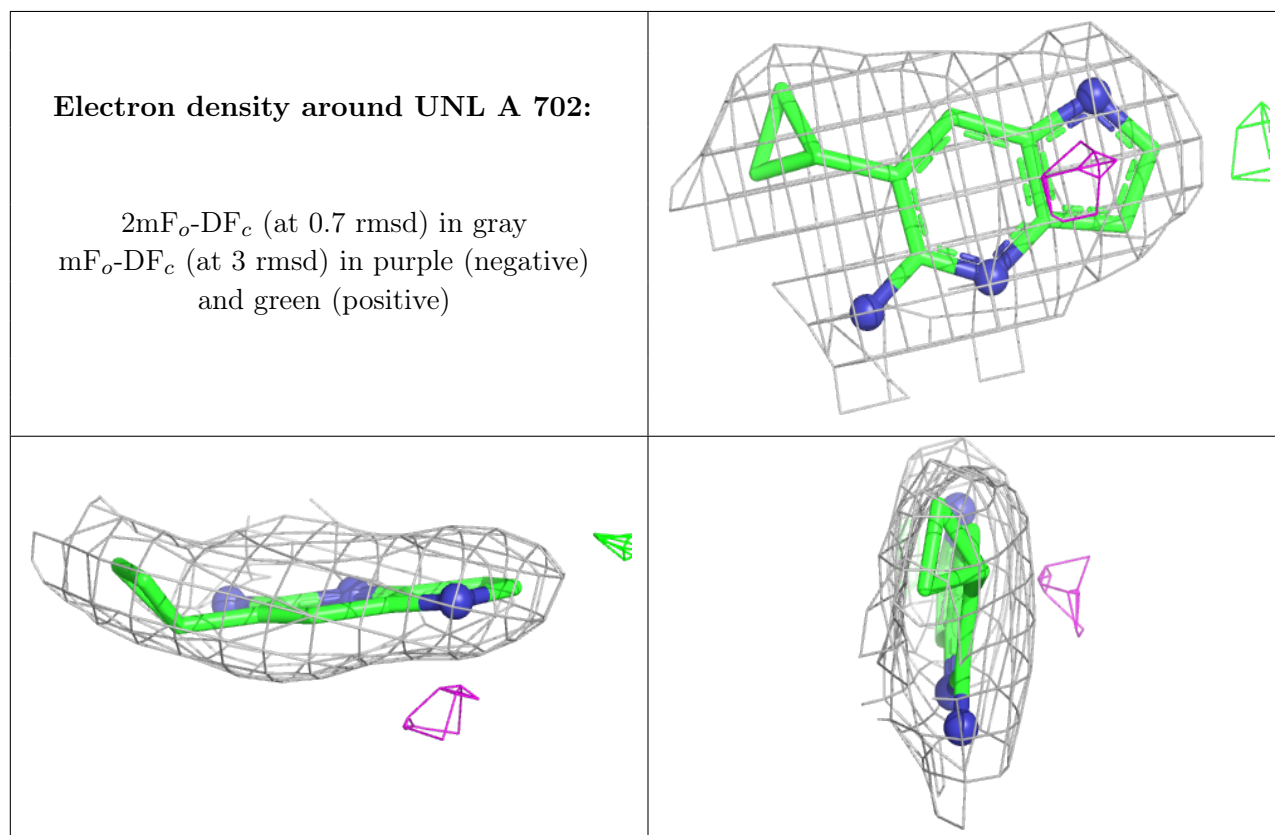 Electron density around UNL A 702:
2mFₒ-DF𝒸 (at 0.7 rmsd) in gray
mFₒ-DF𝒸 (at 3 rmsd) in purple (negative)
and green (positive)